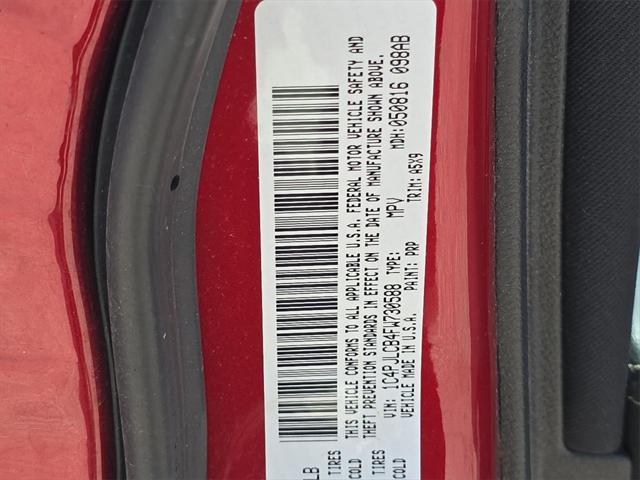 LB
TIRES
COLD
TIRES
COLD
THIS VEHICLE CONFORMS TO ALL APPLICABLE U.S.A. FEDERAL MOTOR VEHICLE SAFETY AND
THEFT PREVENTION STANDARDS IN EFFECT ON THE DATE OF MANUFACTURE SHOWN ABOVE.
VIN: 1C4PJLCB4FW730588 TYPE: MPV MDH:050816 098AB
VEHICLE MADE IN U.S.A. PAINT: PRP TRIM: A5X9